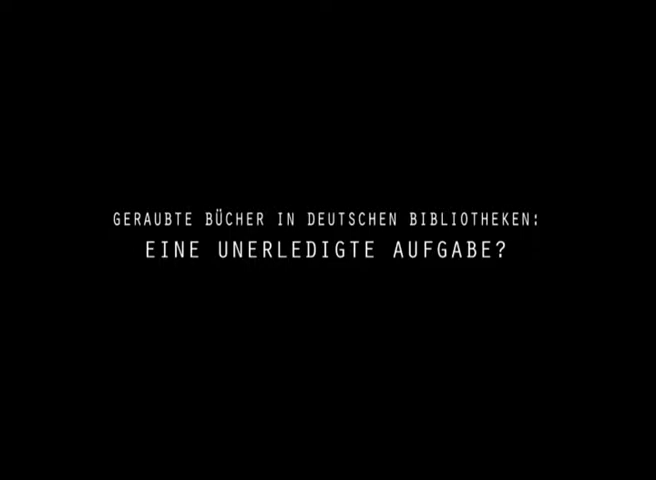 GERAUBTE BÜCHER IN DEUTSCHEN BIBLIOTHEKEN:
EINE UNERLEDIGTE AUFGABE?